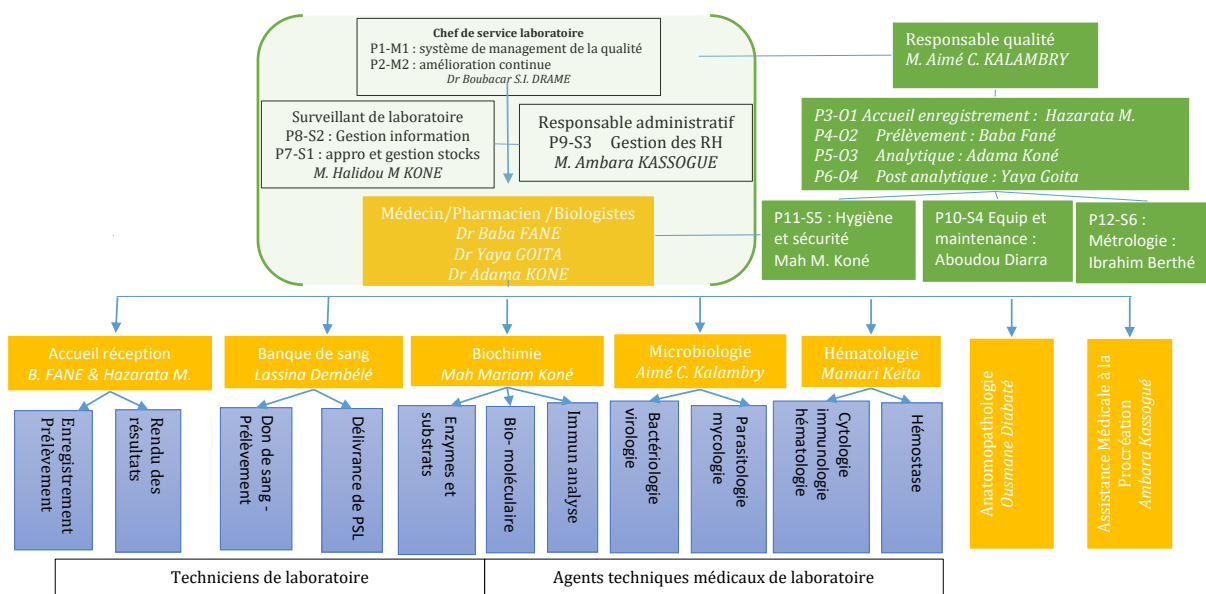 Chef de service laboratoire
P1-M1 : système de management de la qualité
P2-M2 : amélioration continue
Dr Boubacar S.I. DRAME
Responsable qualité
M. Aimé C. KALAMBRY
Surveillant de laboratoire
P8-S2 : Gestion information
P7-S1 : appro et gestion stocks
M. Halidou M KONE
Responsable administratif
P9-S3 Gestion des RH
M. Ambara KASSOGUE
P3-O1 Accueil enregistrement : Hazarata M.
P4-O2 Prélèvement : Baba Fané
P5-O3 Analytique : Adama Koné
P6-O4 Post analytique : Yaya Goita
Médecin/Pharmacien /Biologistes
Dr Baba FANE
Dr Yaya GOITA
Dr Adama KONE
P11-S5 : Hygiène
et sécurité
Mah M. Koné
P10-S4 Equip et
maintenance :
Aboudou Diarra
P12-S6 :
Métrologie :
Ibrahim Berthé
Accueil réception
B. FANE & Hazarata M.
Banque de sang
Lassina Dembélé
Biochimie
Mah Mariam Koné
Microbiologie
Aimé C. Kalambry
Hématologie
Mamari Keïta
Anatomopathologie
Ousmane Diabaté
Assistance Médicale à la
Procréation
Ambara Kassogué
Enregistrement
Prélèvement
Rendu des
résultats
Don de sang -
Prélèvement
Délivrance de PSL
Enzymes et
substrats
Bio- moléculaire
Immun analyse
Bactériologie
virologie
Parasitologie
mycologie
Cytologie
immunologie
hématologie
Hémostase
Techniciens de laboratoire
Agents techniques médicaux de laboratoire